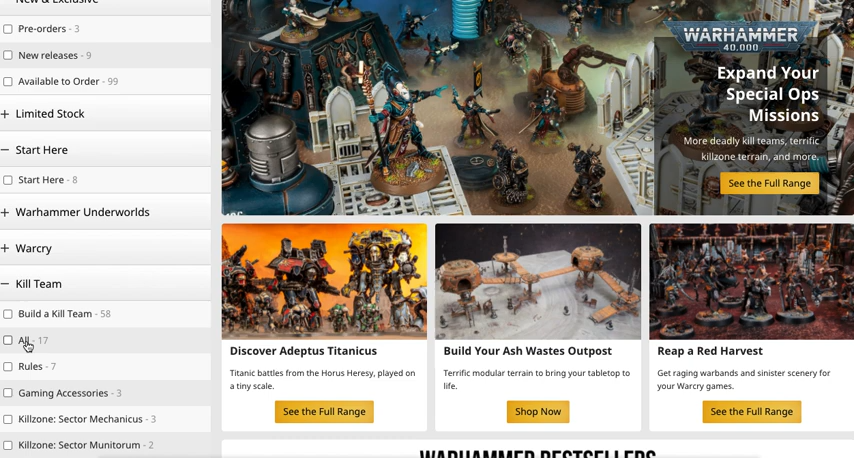 New & Exclusive
Pre-orders - 3
New releases - 9
Available to Order - 99
+ Limited Stock
− Start Here
Start Here - 8
+ Warhammer Underworlds
+ Warcry
− Kill Team
Build a Kill Team - 58
All - 17
Rules - 7
Gaming Accessories - 3
Killzone: Sector Mechanicus - 3
Killzone: Sector Munitorum - 2
WARHAMMER
40,000
Expand Your
Special Ops
Missions
More deadly kill teams, terrific
killzone terrain, and more.
See the Full Range
Discover Adeptus Titanicus
Titanic battles from the Horus Heresy, played on
a tiny scale.
See the Full Range
Build Your Ash Wastes Outpost
Terrific modular terrain to bring your tabletop to
life.
Shop Now
Reap a Red Harvest
Get raging warbands and sinister scenery for
your Warcry games.
See the Full Range
WARHAMMER BESTSELLERS